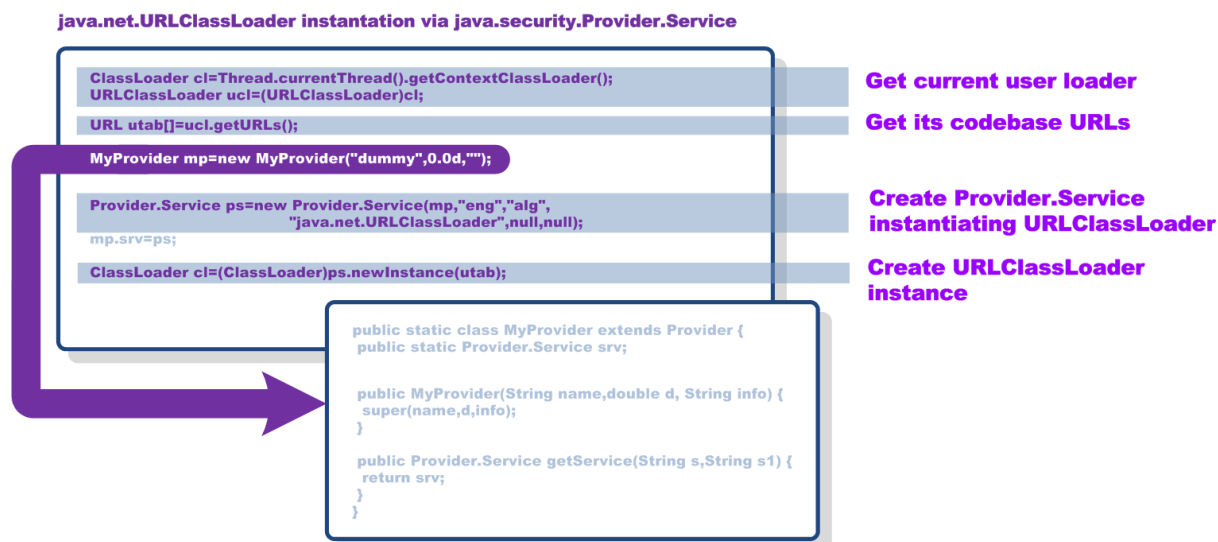 java.net.URLClassLoader instantation via java.security.Provider.Service
ClassLoader cl=Thread.currentThread().getContextClassLoader();
URLClassLoader ucl=(URLClassLoader)cl;
Get current user loader
URL utab[]=ucl.getURLs();
Get its codebase URLs
MyProvider mp=new MyProvider("dummy",0.0d,"");
Provider.Service ps=new Provider.Service(mp,"eng","alg",
"java.net.URLClassLoader",null,null);
mp.srv=ps;
Create Provider.Service
instantiating URLClassLoader
ClassLoader cl=(ClassLoader)ps.newInstance(utab);
Create URLClassLoader
instance
public static class MyProvider extends Provider {
public static Provider.Service srv;
public MyProvider(String name,double d, String info) {
super(name,d,info);
}
public Provider.Service getService(String s,String s1) {
return srv;
}
}